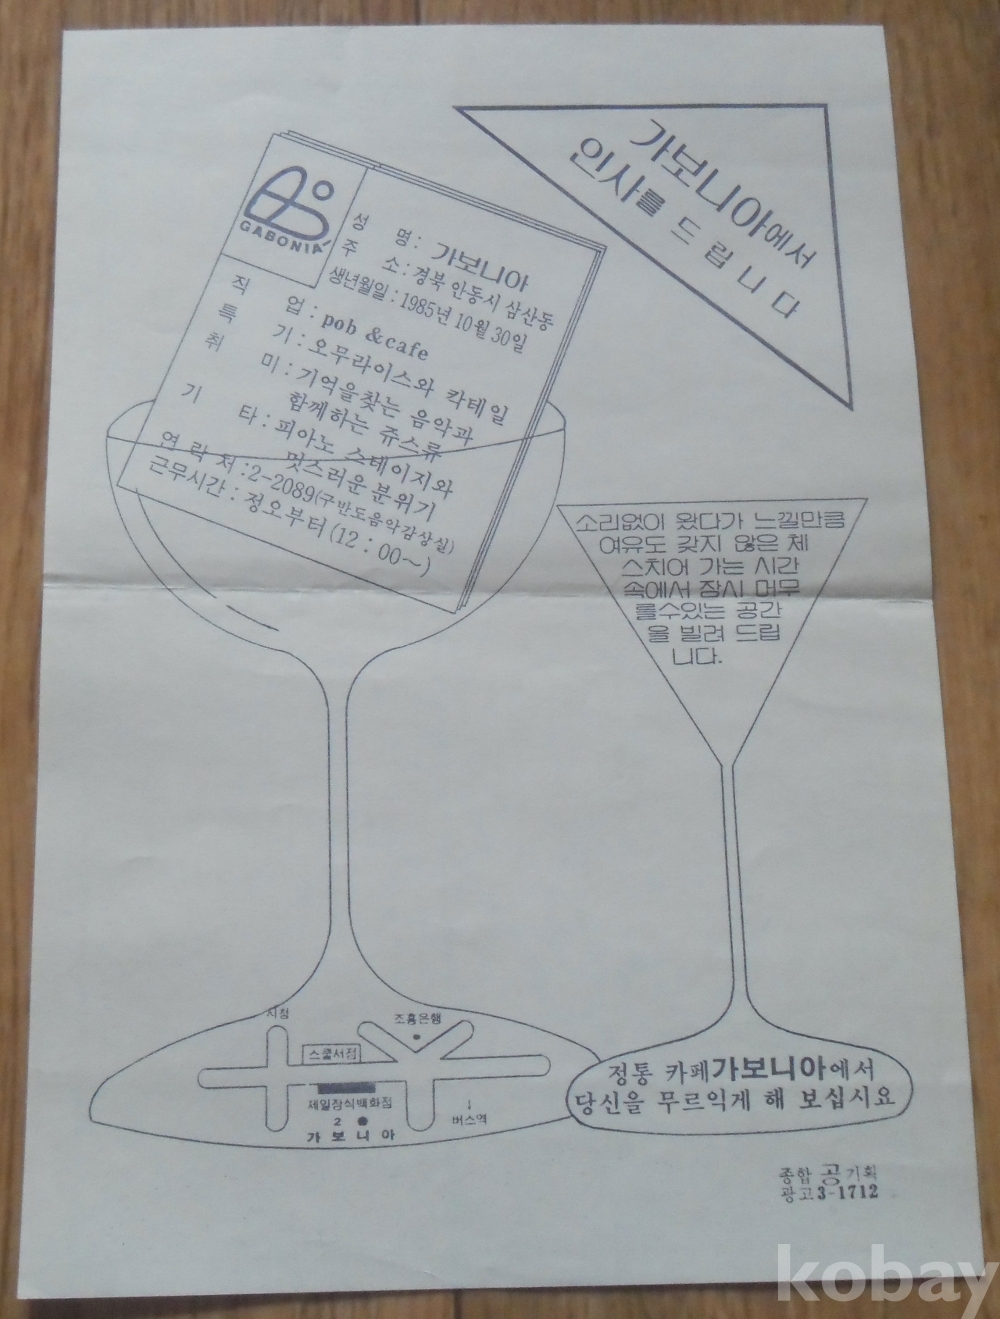 가보니아에서
인사를 드립니다
GABONIA
성 명 : 가보니아
주 소 : 경북 안동시 삼산동
생년월일 : 1985년 10월 30일
직 업 : pob & cafe
특 기 : 오무라이스와 칵테일
취 미 : 기억을찾는 음악과
함께하는 쥬스류
기 타 : 피아노 스테이지와
멋스러운 분위기
연 락 처 : 2-2089(구반도음악감상실)
근무시간 : 정오부터 (12 : 00~)
소리없이 왔다가 느낄만큼
여유도 갖지 않은 체
스치어 가는 시간
속에서 잠시 머무
를수있는 공간
을 빌려 드립
니다.
시청
조흥은행
스쿨서점
제일장식백화점
2 층
가 보 니 아
↓
버스역
정통 카페가보니아에서
당신을 무르익게 해 보십시요
종합 공기획
광고 3-1712
kobay